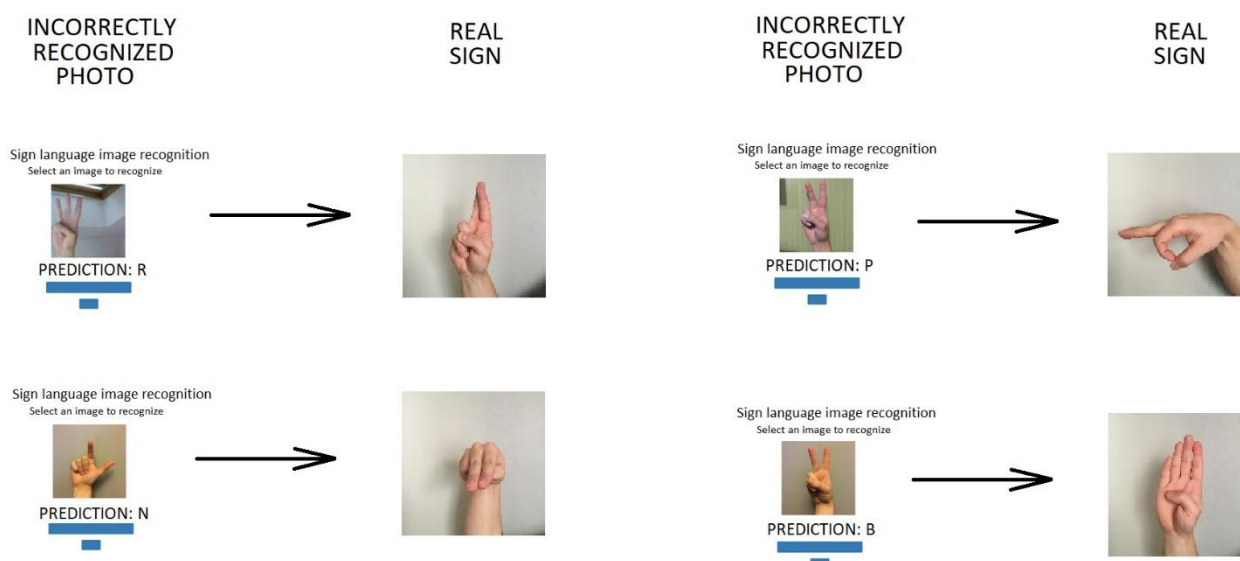 INCORRECTLY
RECOGNIZED
PHOTO
REAL
SIGN
Sign language image recognition
Select an image to recognize
PREDICTION: R
Sign language image recognition
Select an image to recognize
PREDICTION: N
INCORRECTLY
RECOGNIZED
PHOTO
REAL
SIGN
Sign language image recognition
Select an image to recognize
PREDICTION: P
Sign language image recognition
Select an image to recognize
PREDICTION: B